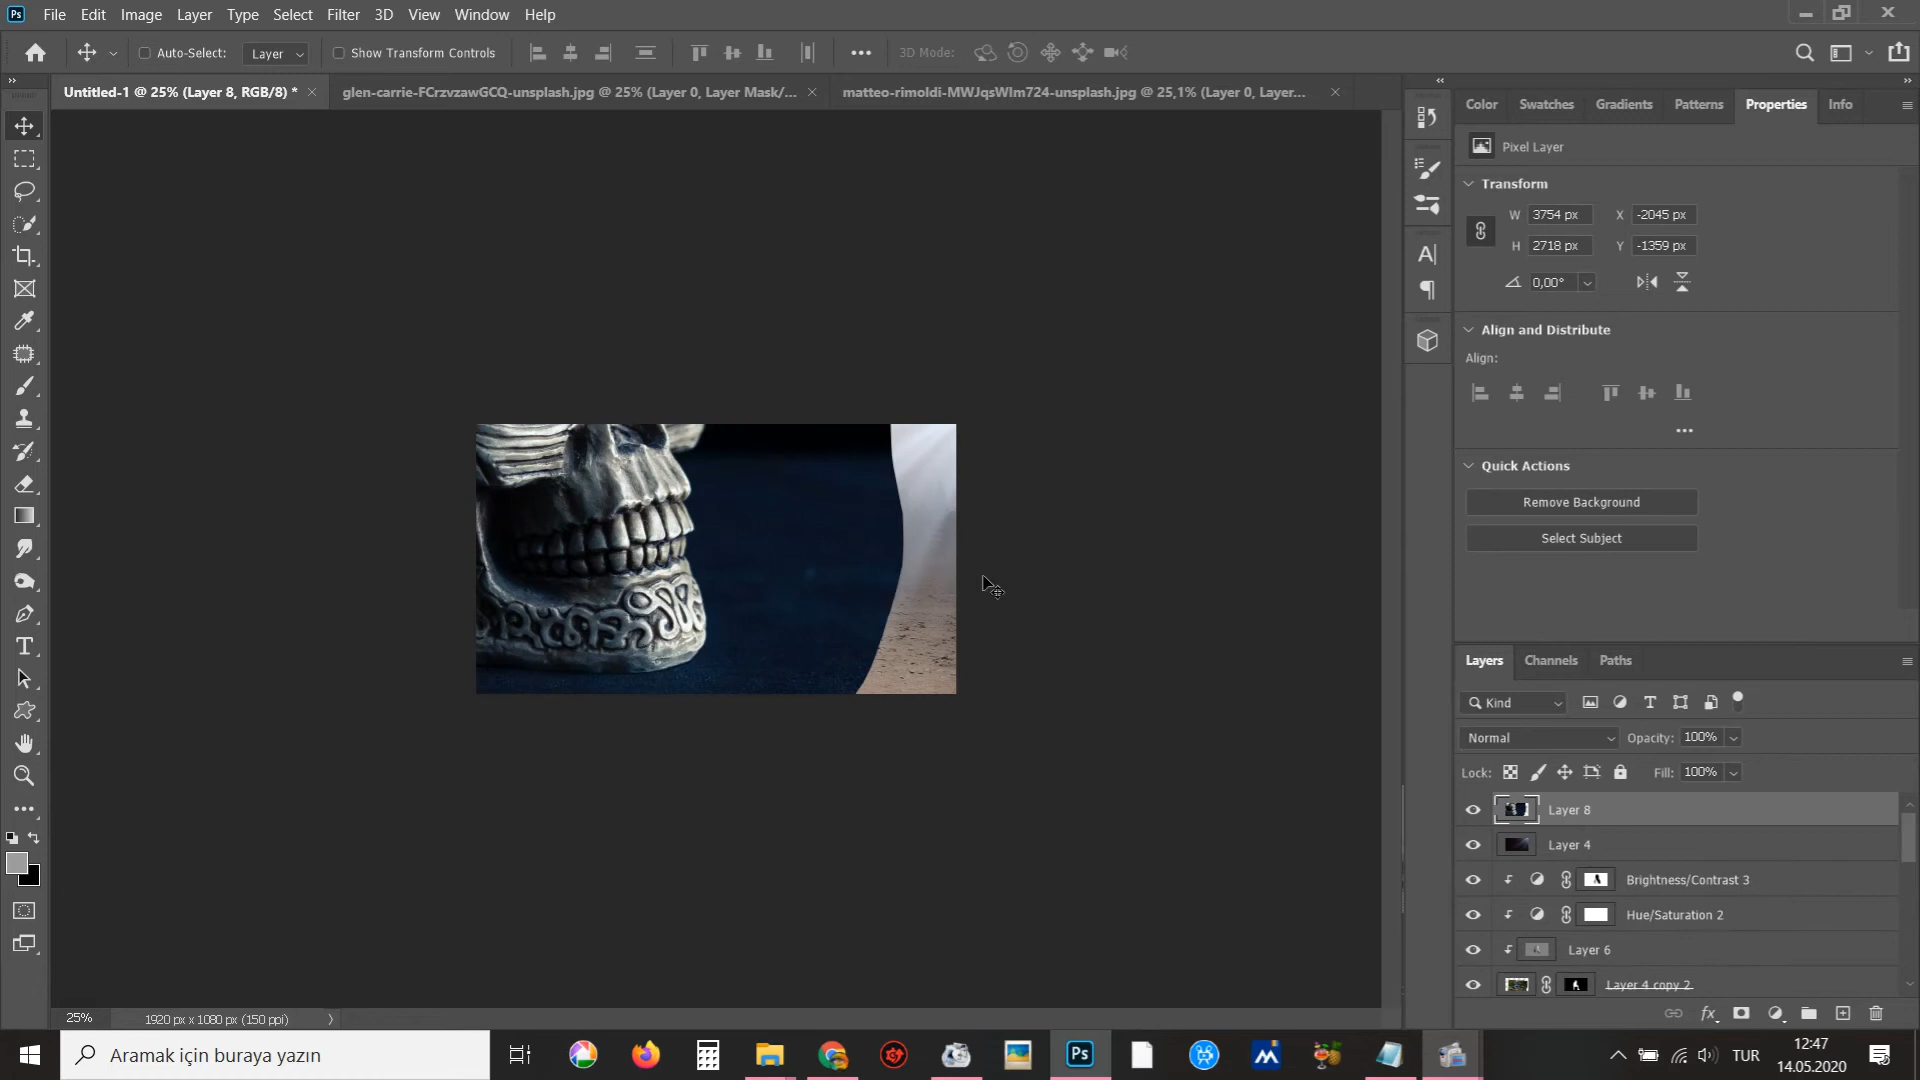 File Edit Image Layer Type Select Filter 3D View Window Help
Auto-Select: Layer Show Transform Controls 3D Mode:
Untitled-1 @ 25% (Layer 8, RGB/8) * glen-carrie-FCrzvzawGCQ-unsplash.jpg @ 25% (Layer 0, Layer Mask/... matteo-rimoldi-MWJqsWIm724-unsplash.jpg @ 25,1% (Layer 0, Layer...
Color Swatches Gradients Patterns Properties Info
Pixel Layer
Transform
W 3754 px X -2045 px
H 2718 px Y -1359 px
0,00°
Align and Distribute
Align:
Quick Actions
Remove Background
Select Subject
Layers Channels Paths
Kind
Normal Opacity: 100%
Lock: Fill: 100%
Layer 8
Layer 4
Brightness/Contrast 3
Hue/Saturation 2
Layer 6
Layer 4 copy 2
25% 1920 px x 1080 px (150 ppi)
Aramak için buraya yazın
TUR
12:47
14.05.2020